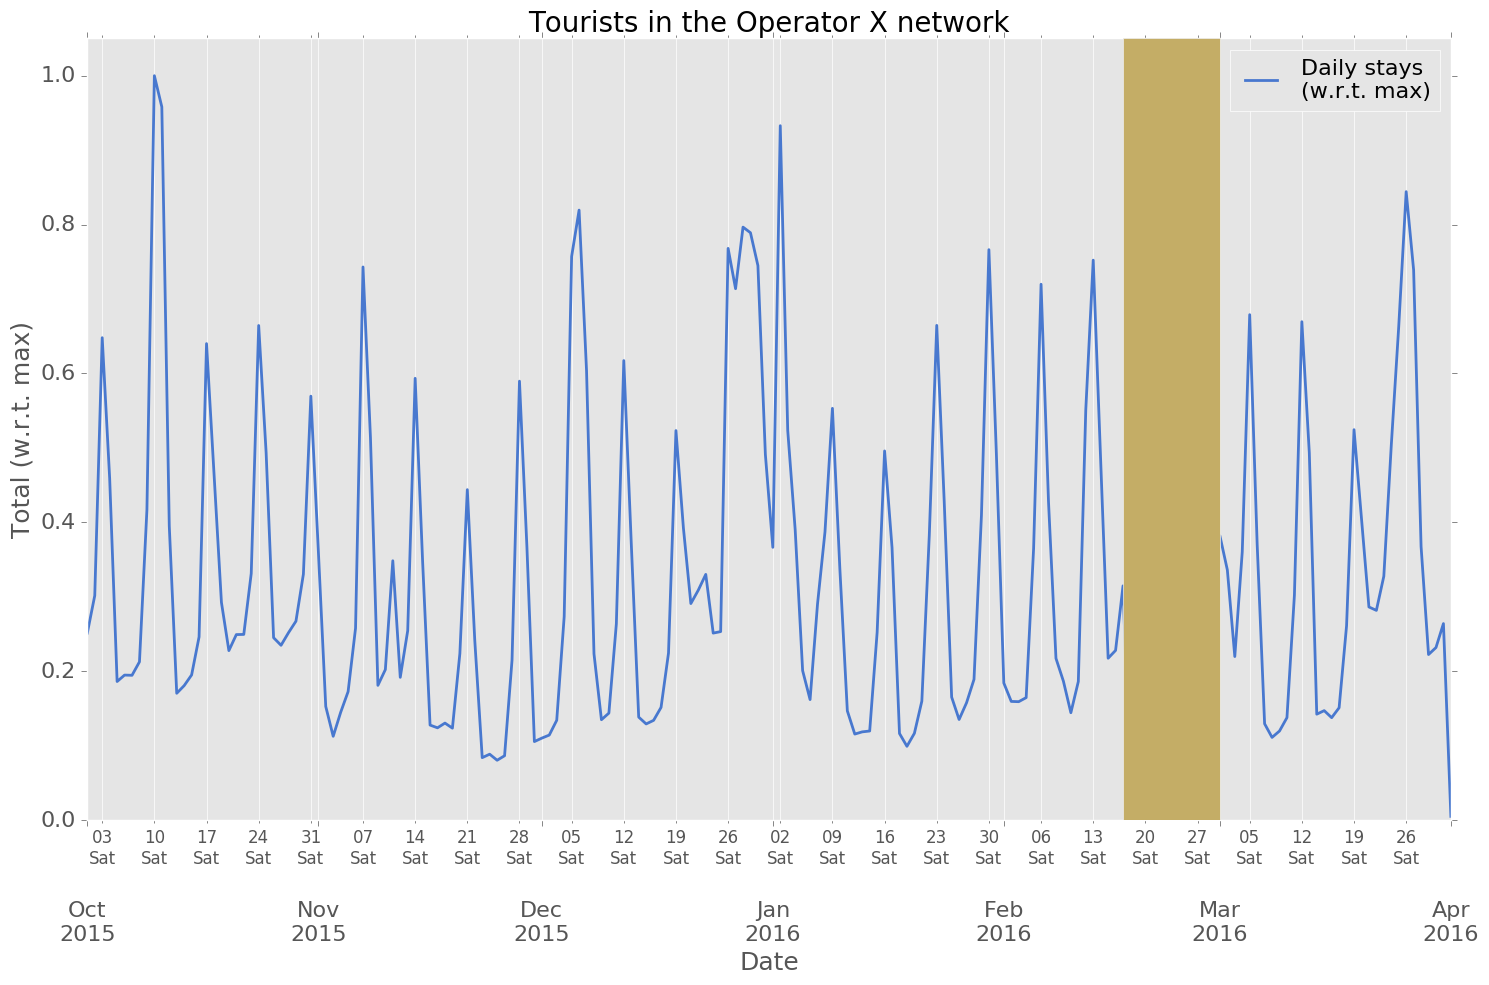 Tourists in the Operator X network
Daily stays
(w.r.t. max)
Total (w.r.t. max)
1.0
0.8
0.6
0.4
0.2
0.0
03 10 17 24 31 07 14 21 28 05 12 19 26 02 09 16 23 30 06 13 20 27 05 12 19 26
Sat Sat Sat Sat Sat Sat Sat Sat Sat Sat Sat Sat Sat Sat Sat Sat Sat Sat Sat Sat Sat Sat Sat Sat Sat Sat
Oct Nov Dec Jan Feb Mar Apr
2015 2015 2015 2016 2016 2016 2016
Date